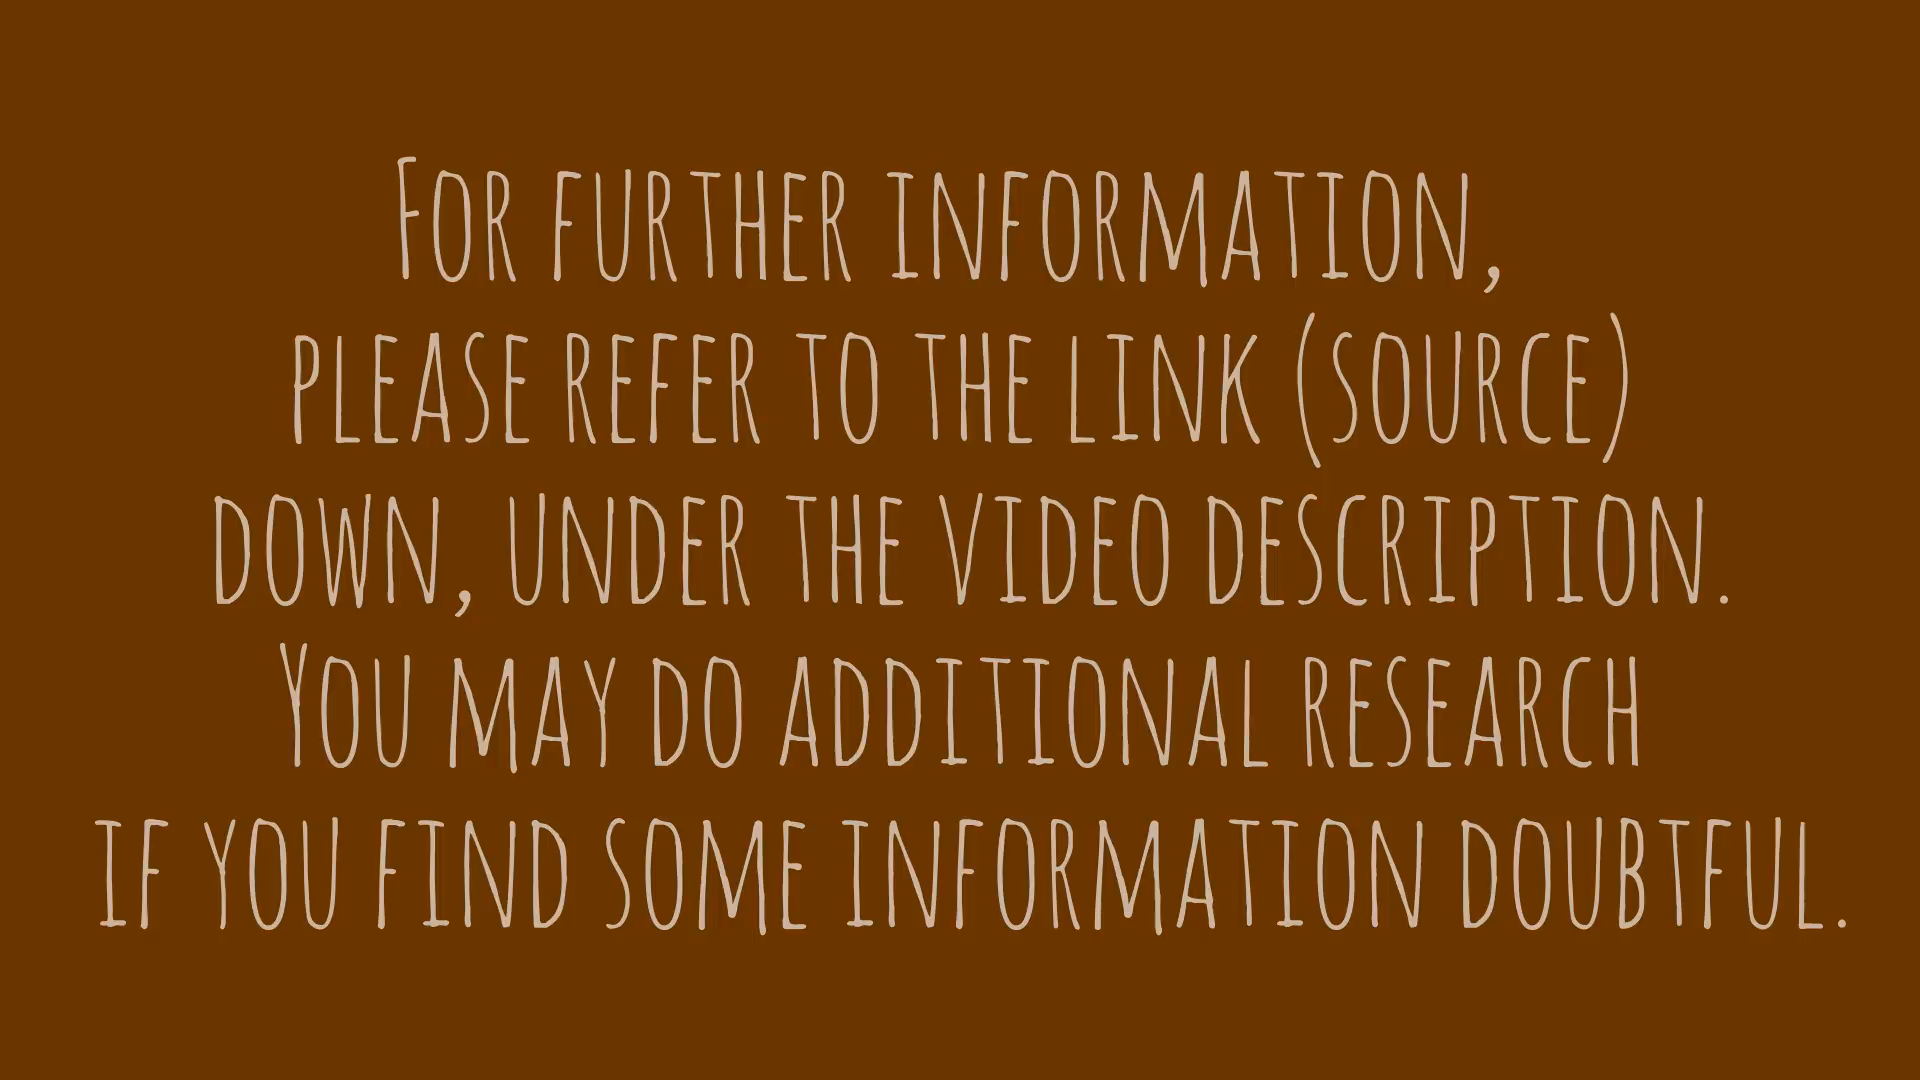 For further information,
please refer to the link (source)
down, under the video description.
You may do additional research
if you find some information doubtful.